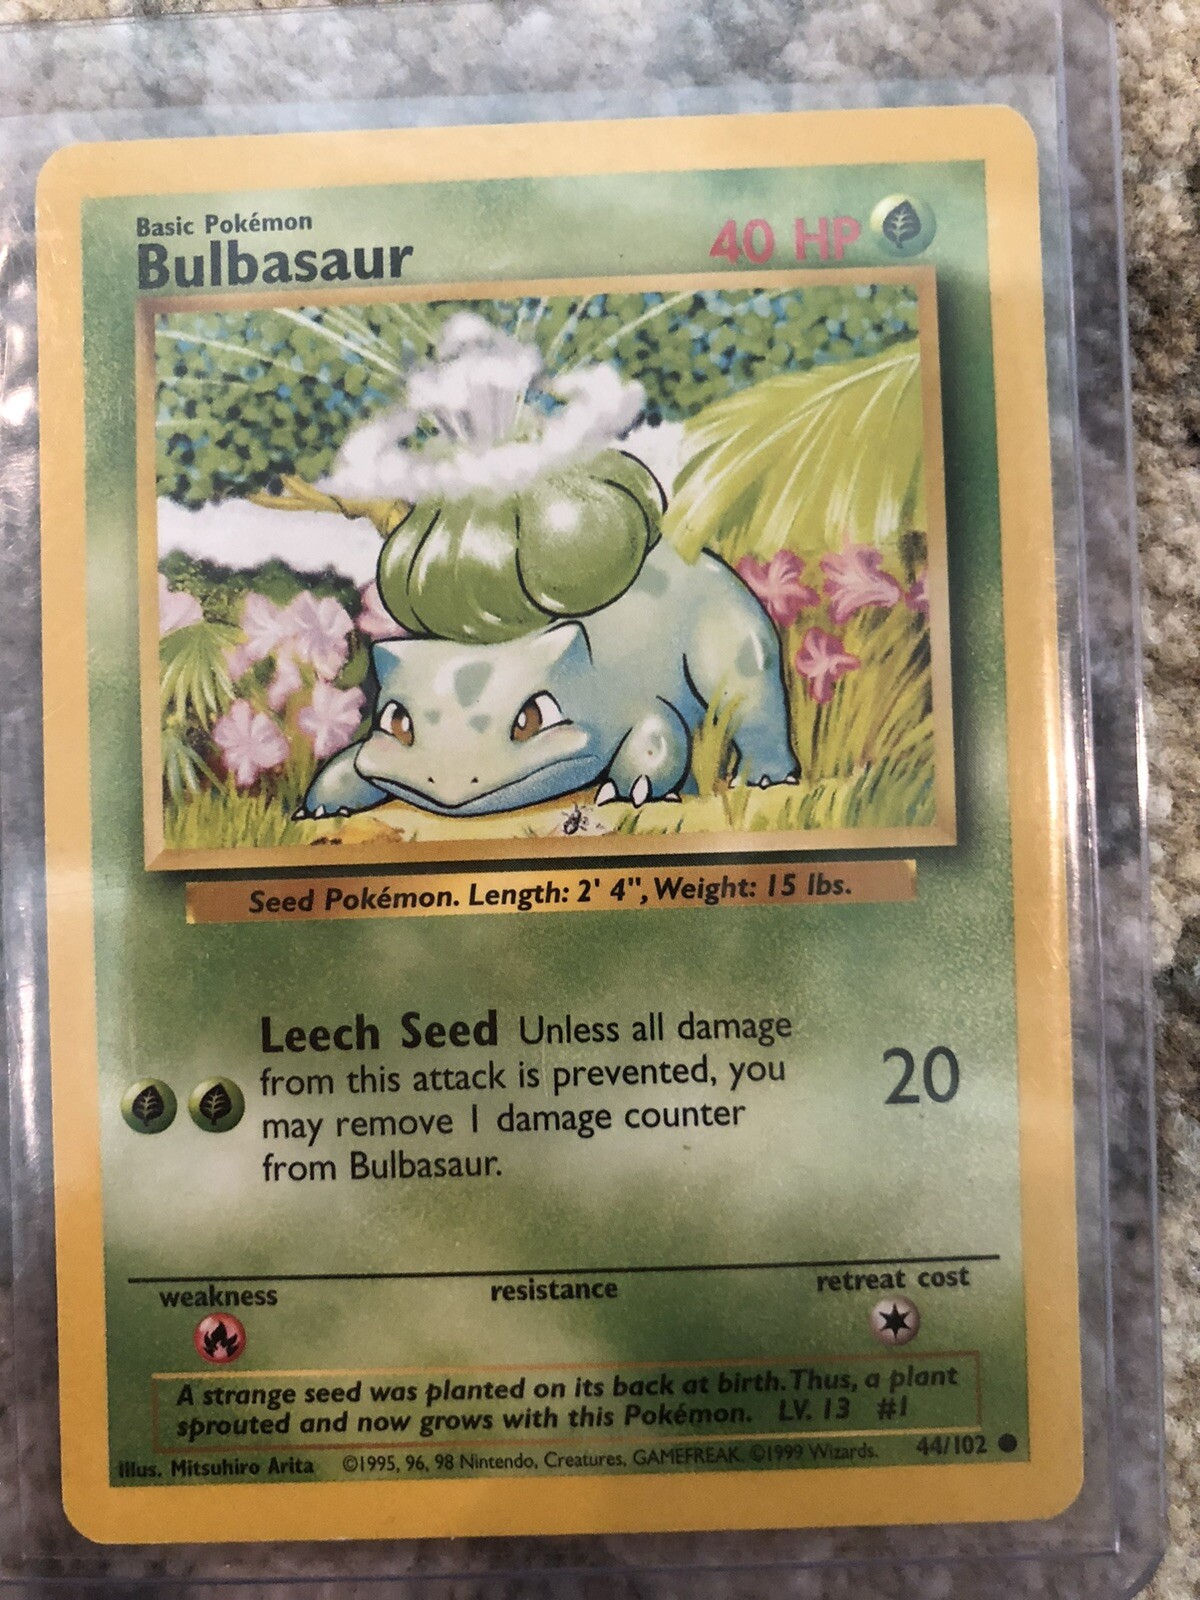 Basic Pokémon
Bulbasaur
40 HP
Seed Pokémon. Length: 2' 4", Weight: 15 lbs.
Leech Seed Unless all damage
from this attack is prevented, you
may remove 1 damage counter
from Bulbasaur.
20
weakness
resistance
retreat cost
A strange seed was planted on its back at birth. Thus, a plant
sprouted and now grows with this Pokémon. LV. 13 #1
Illus. Mitsuhiro Arita ©1995, 96, 98 Nintendo, Creatures, GAMEFREAK. ©1999 Wizards. 44/102